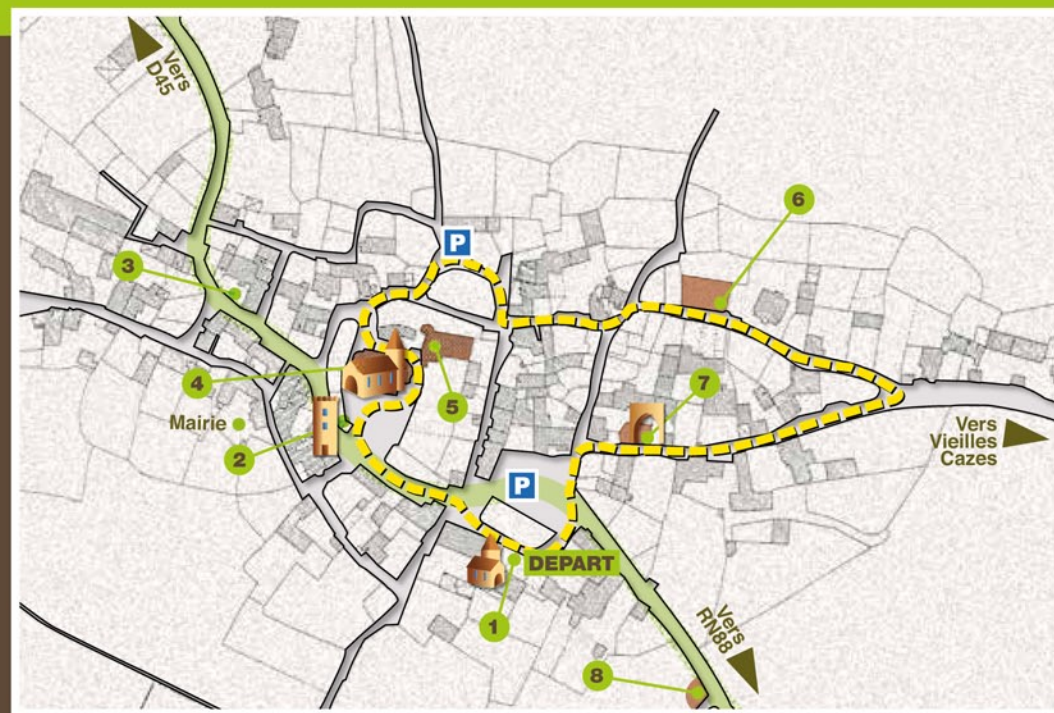 Vers
D45
P
6
3
4
5
7
Mairie
2
Vers
Vieilles
Cazes
P
DEPART
1
Vers
RN88
8